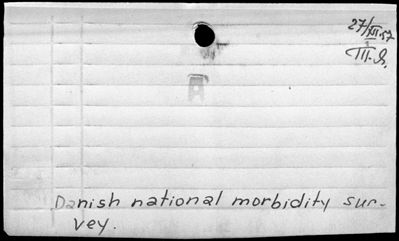 27/XII 57
Danish national morbidity sur-
vey.